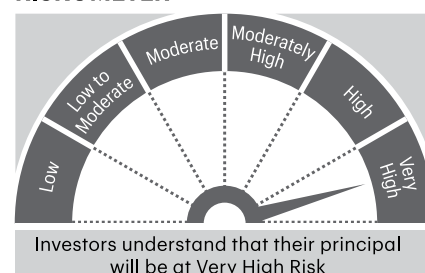 Low
Low to
Moderate
Moderate
Moderately
High
High
Very
High
Investors understand that their principal
will be at Very High Risk